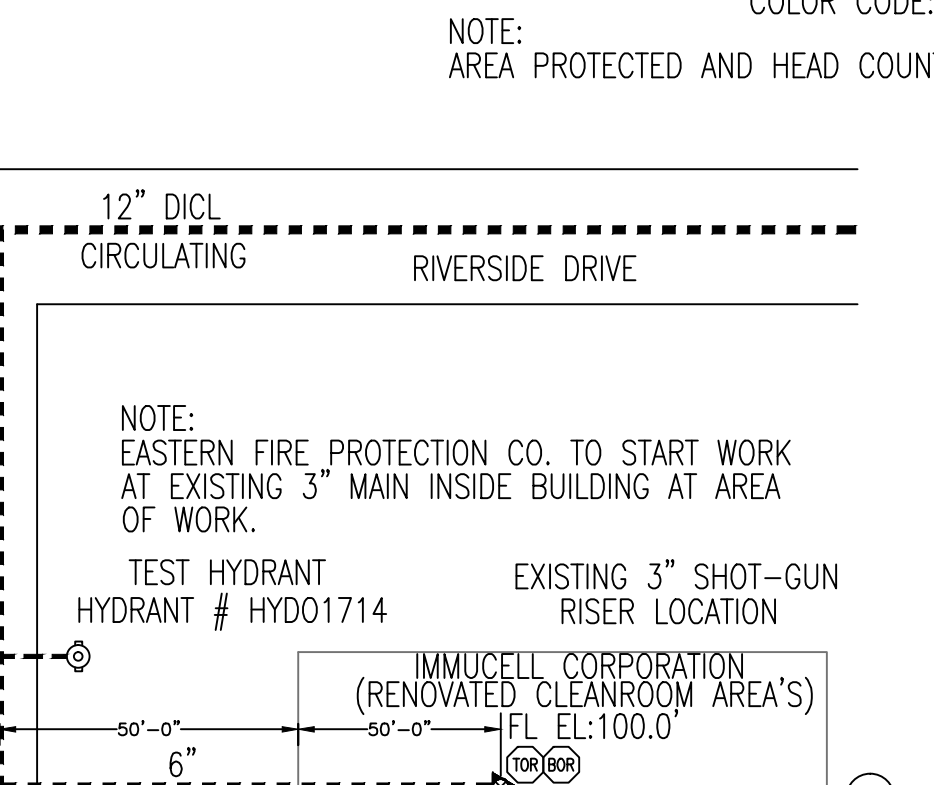 COLOR CODE:
NOTE:
AREA PROTECTED AND HEAD
12" DICL
CIRCULATING
RIVERSIDE DRIVE
NOTE:
EASTERN FIRE PROTECTION CO. TO START WORK
AT EXISTING 3" MAIN INSIDE BUILDING AT AREA
OF WORK.
TEST HYDRANT
HYDRANT # HYD01714
EXISTING 3" SHOT-GUN
RISER LOCATION
IMMUCELL CORPORATION
(RENOVATED CLEANROOM AREA'S)
50'-0"
50'-0"
FL EL:100.0'
6"
TOR BOR